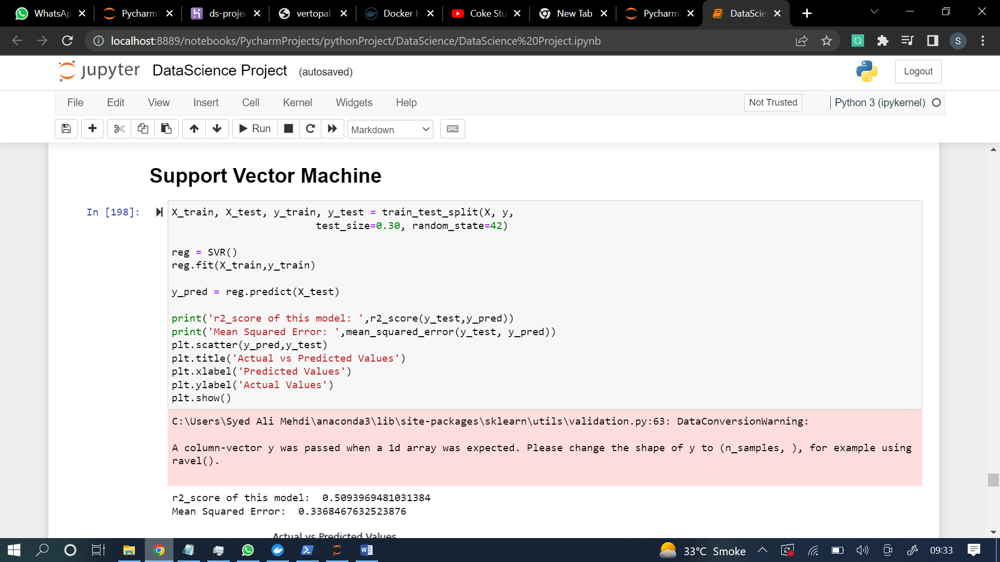 WhatsAp
Pycharm
ds-projec
vertopal.
Docker H
Coke Stu
New Tab
Pycharm
DataScie
localhost:8889/notebooks/PycharmProjects/pythonProject/DataScience/DataScience%20Project.ipynb
S
jupyter DataScience Project (autosaved)
Logout
File Edit View Insert Cell Kernel Widgets Help
Not Trusted
Python 3 (ipykernel)
Run
Markdown
Support Vector Machine
In [198]:
X_train, X_test, y_train, y_test = train_test_split(X, y,
test_size=0.30, random_state=42)
reg = SVR()
reg.fit(X_train,y_train)
y_pred = reg.predict(X_test)
print('r2_score of this model: ',r2_score(y_test,y_pred))
print('Mean Squared Error: ',mean_squared_error(y_test, y_pred))
plt.scatter(y_pred,y_test)
plt.title('Actual vs Predicted Values')
plt.xlabel('Predicted Values')
plt.ylabel('Actual Values')
plt.show()
C:\Users\Syed Ali Mehdi\anaconda3\lib\site-packages\sklearn\utils\validation.py:63: DataConversionWarning:
A column-vector y was passed when a 1d array was expected. Please change the shape of y to (n_samples, ), for example using
ravel().
r2_score of this model:  0.5093969481031384
Mean Squared Error:  0.3368467632523876
Actual vs Predicted Values
33°C Smoke
09:33